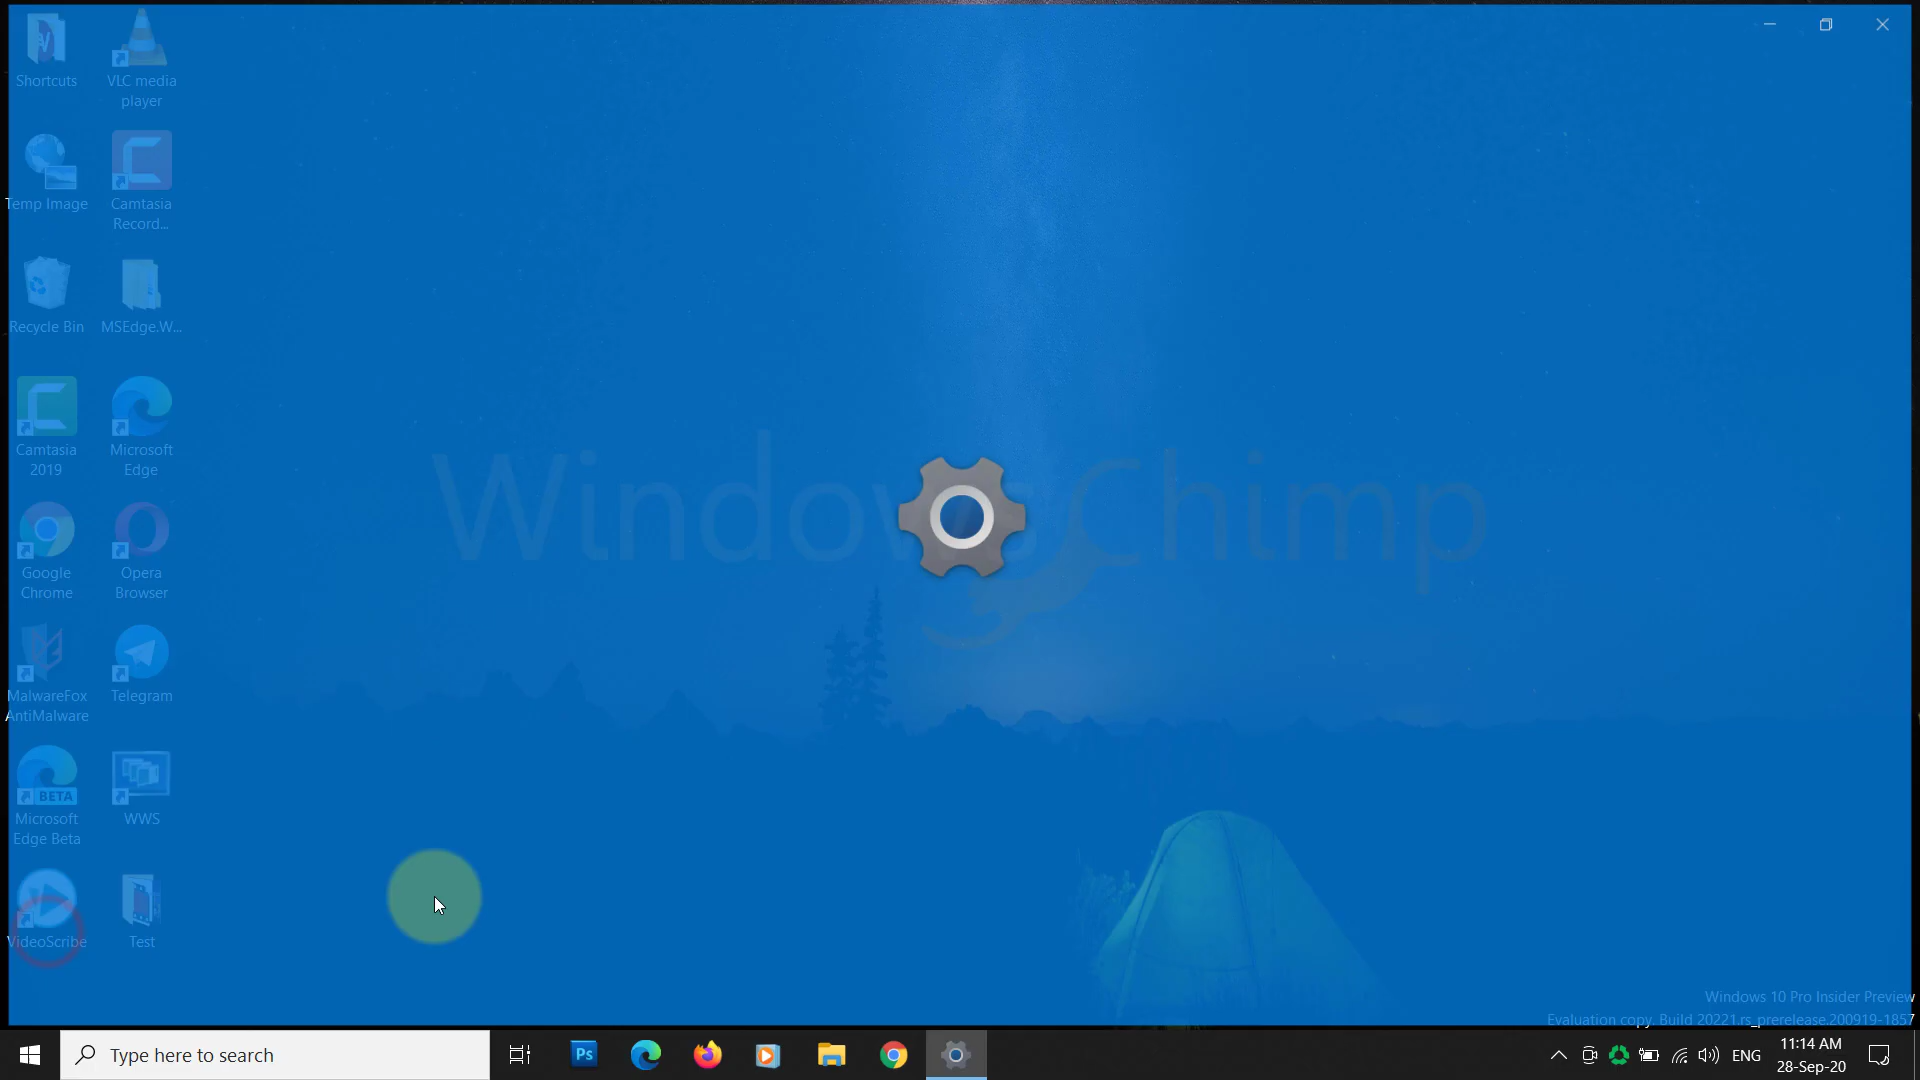 Shortcuts
VLC media
player
Temp Image
Camtasia
Record...
Recycle Bin
MSEdge.W...
Camtasia
2019
Microsoft
Edge
Google
Chrome
Opera
Browser
MalwareFox
AntiMalware
Telegram
BETA
Microsoft
Edge Beta
WWS
VideoScribe
Test
WindowsChimp
Windows 10 Pro Insider Preview
Evaluation copy. Build 20221.rs_prerelease.200919-1857
Type here to search
Ps
ENG
11:14 AM
28-Sep-20